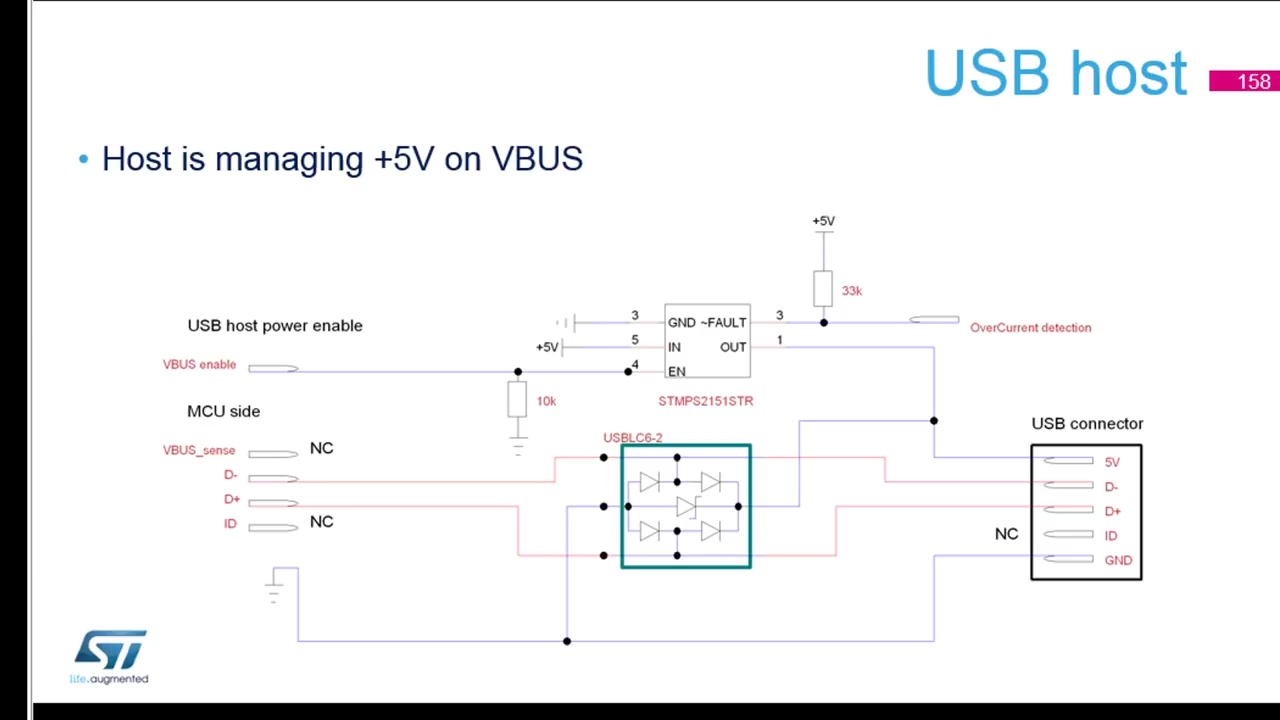 USB host
158
• Host is managing +5V on VBUS
+5V
33k
USB host power enable
3 GND ~FAULT 3
OverCurrent detection
+5V 5 IN OUT 1
VBUS enable
4 EN
10k
STMPS2151STR
MCU side
USB connector
USBLC6-2
VBUS_sense NC
5V
D-
D-
D+
D+
ID NC
NC ID
GND
ST
life.augmented